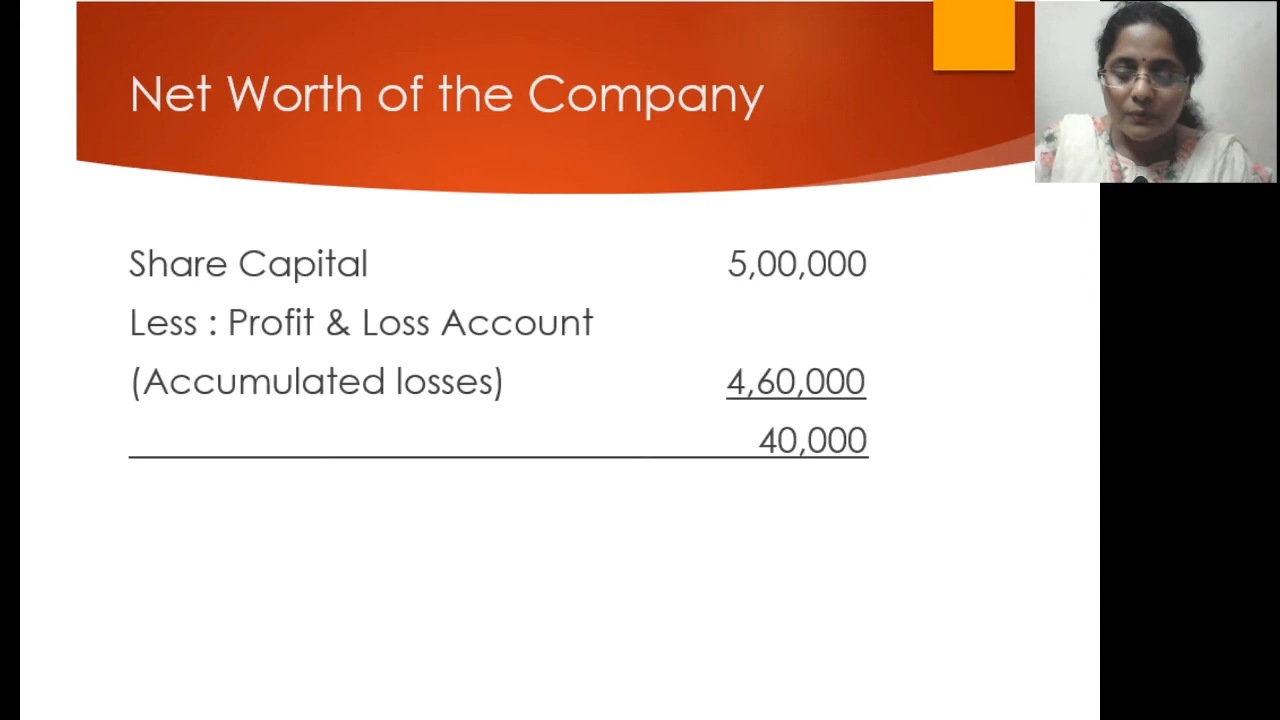 Net Worth of the Company
Share Capital 5,00,000
Less : Profit & Loss Account
(Accumulated losses) 4,60,000
40,000